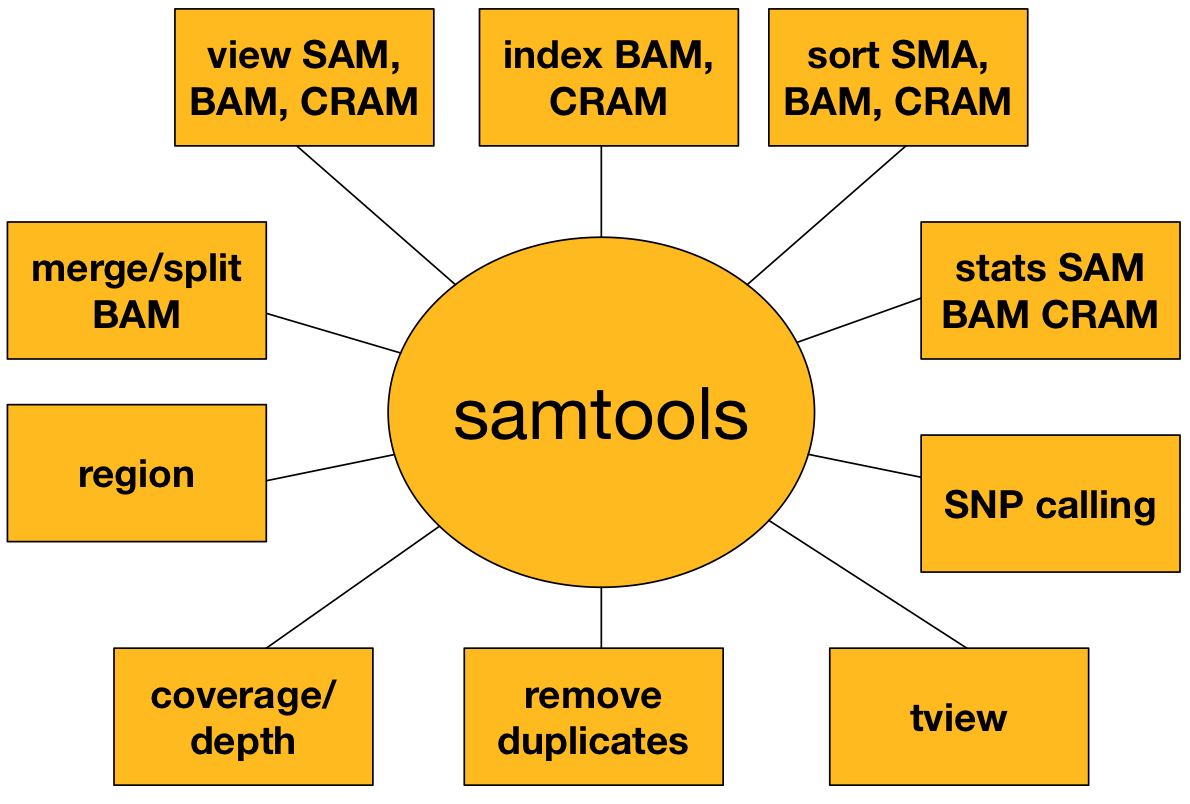 view SAM,
BAM, CRAM
index BAM,
CRAM
sort SMA,
BAM, CRAM
merge/split
BAM
stats SAM
BAM CRAM
samtools
region
SNP calling
coverage/
depth
remove
duplicates
tview